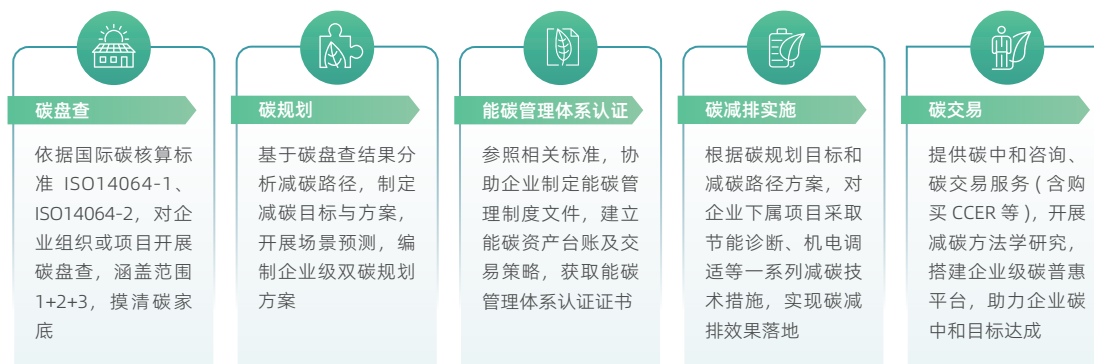 碳盘查
依据国际碳核算标
准 ISO14064-1、
ISO14064-2，对企
业组织或项目开展
碳盘查，涵盖范围
1+2+3，摸清碳家
底
碳规划
基于碳盘查结果分
析减碳路径，制定
减碳目标与方案，
开展场景预测，编
制企业级双碳规划
方案
能碳管理体系认证
参照相关标准，协
助企业制定能碳管
理制度文件，建立
能碳资产台账及交
易策略，获取能碳
管理体系认证证书
碳减排实施
根据碳规划目标和
减碳路径方案，对
企业下属项目采取
节能诊断、机电调
适等一系列减碳技
术措施，实现碳减
排效果落地
碳交易
提供碳中和咨询、
碳交易服务 ( 含购
买 CCER 等 )，开展
减碳方法学研究，
搭建企业级碳普惠
平台，助力企业碳
中和目标达成